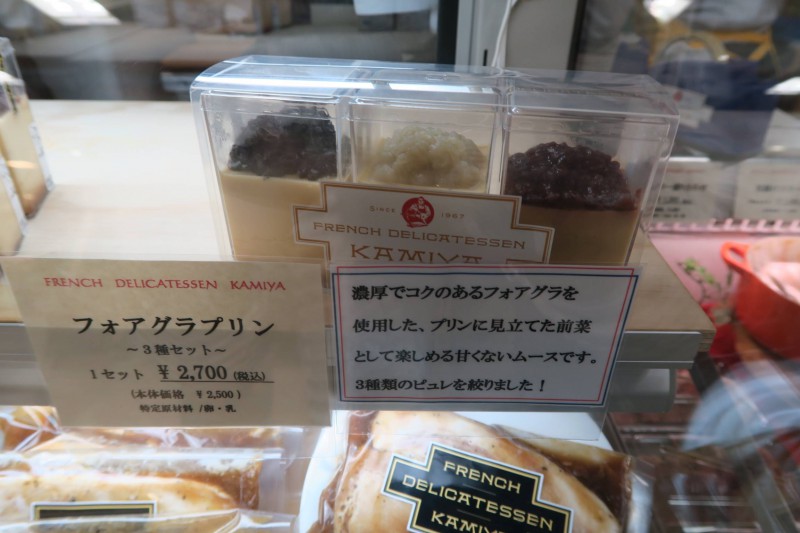 SINCE 1967
FRENCH DELICATESSEN
KAMIYA
FRENCH DELICATESSEN KAMIYA
フォアグラプリン
～3種セット～
1セット ¥2,700(税込)
(本体価格 ¥2,500)
特定原材料/卵・乳
濃厚でコクのあるフォアグラを
使用した、プリンに見立てた前菜
として楽しめる甘くないムースです。
3種類のピュレを絞りました！
FRENCH
DELICATESSEN
KAMIYA